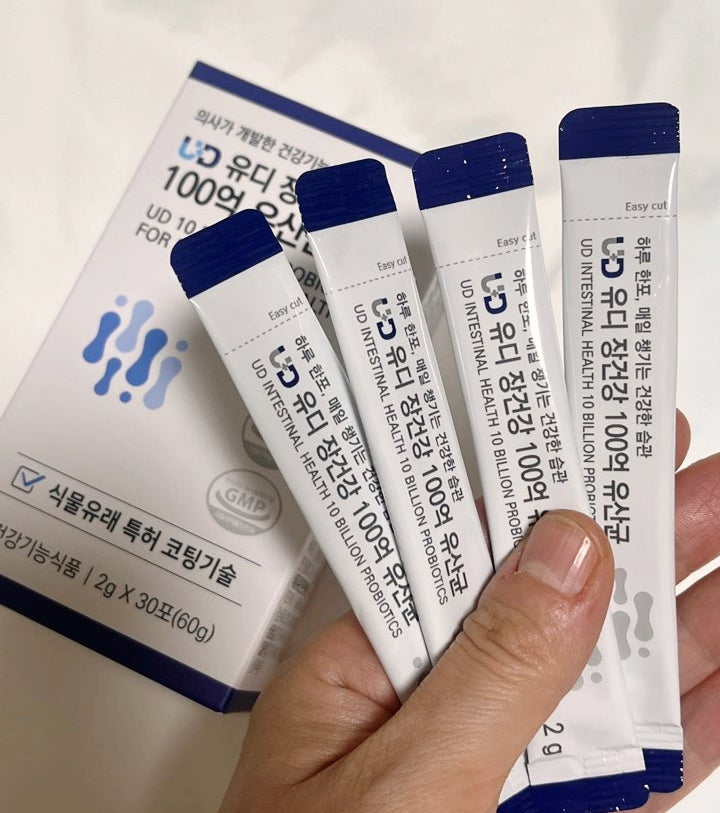 의사가 개발한 건강기능
UD 유디 장
100억 유산균
UD 10
FOR
GMP
식물유래 특허 코팅기술
건강기능식품 | 2g X 30포(60g)
Easy cut
하루 한포, 매일 챙기는 건강한
UD 유디 장건강 100억 유산균
UD INTESTINAL HEALTH 10 BILLION PROBIOTICS
Easy cut
하루 한포, 매일 챙기는 건강한 습관
UD 유디 장건강 100억 유산균
UD INTESTINAL HEALTH 10 BILLION PROBIOTICS
Easy cut
하루 한포, 매일 챙기는 건강한 습관
UD 유디 장건강 100억
UD INTESTINAL HEALTH 10 BILLION
2 g
Easy cut
하루 한포, 매일 챙기는 건강한 습관
UD 유디 장건강 100억 유산균
UD INTESTINAL HEALTH 10 BILLION